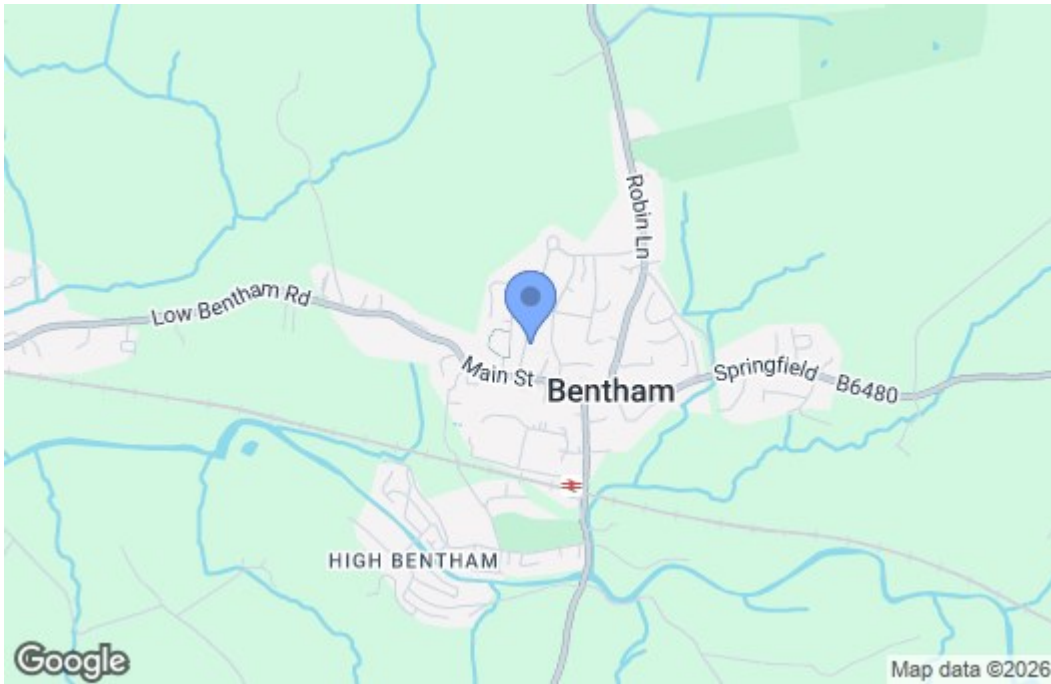 Robin Ln
Low Bentham Rd
Main St
Bentham
Springfield
B6480
HIGH BENTHAM
Google
Map data ©2026